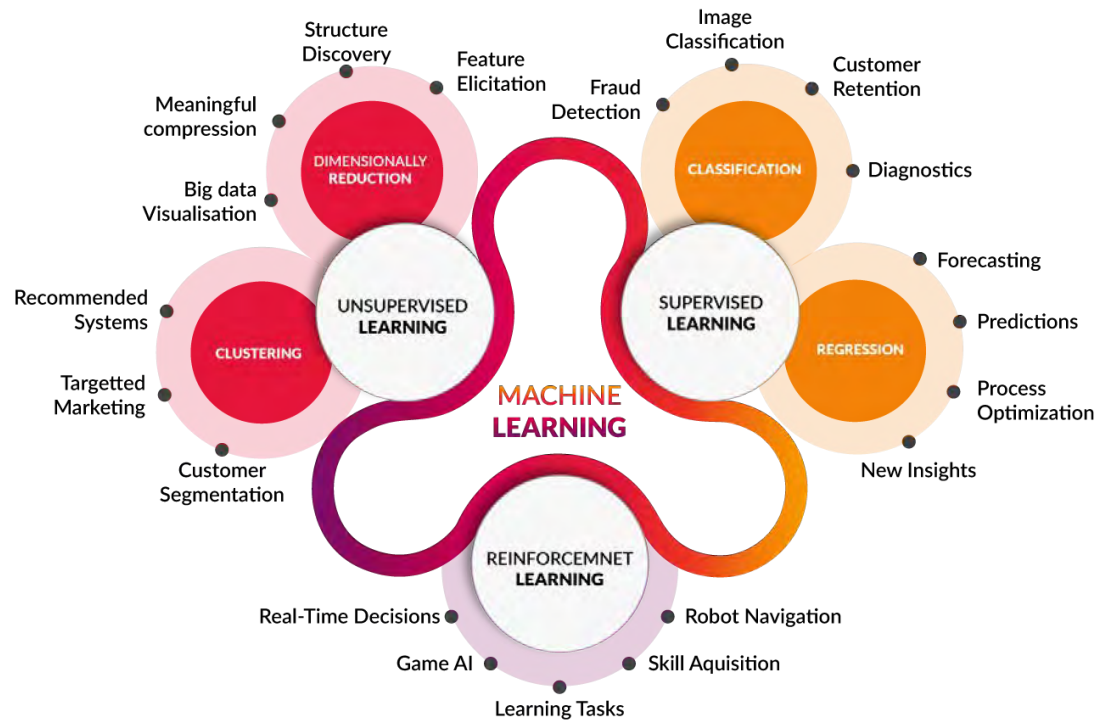 Structure
Discovery
Feature
Elicitation
Meaningful
compression
Big data
Visualisation
DIMENSIONALLY
REDUCTION
Recommended
Systems
Targetted
Marketing
Customer
Segmentation
CLUSTERING
UNSUPERVISED
LEARNING
Image
Classification
Fraud
Detection
Customer
Retention
Diagnostics
CLASSIFICATION
SUPERVISED
LEARNING
Forecasting
Predictions
Process
Optimization
New Insights
REGRESSION
MACHINE
LEARNING
REINFORCEMNET
LEARNING
Real-Time Decisions
Game AI
Learning Tasks
Skill Aquisition
Robot Navigation